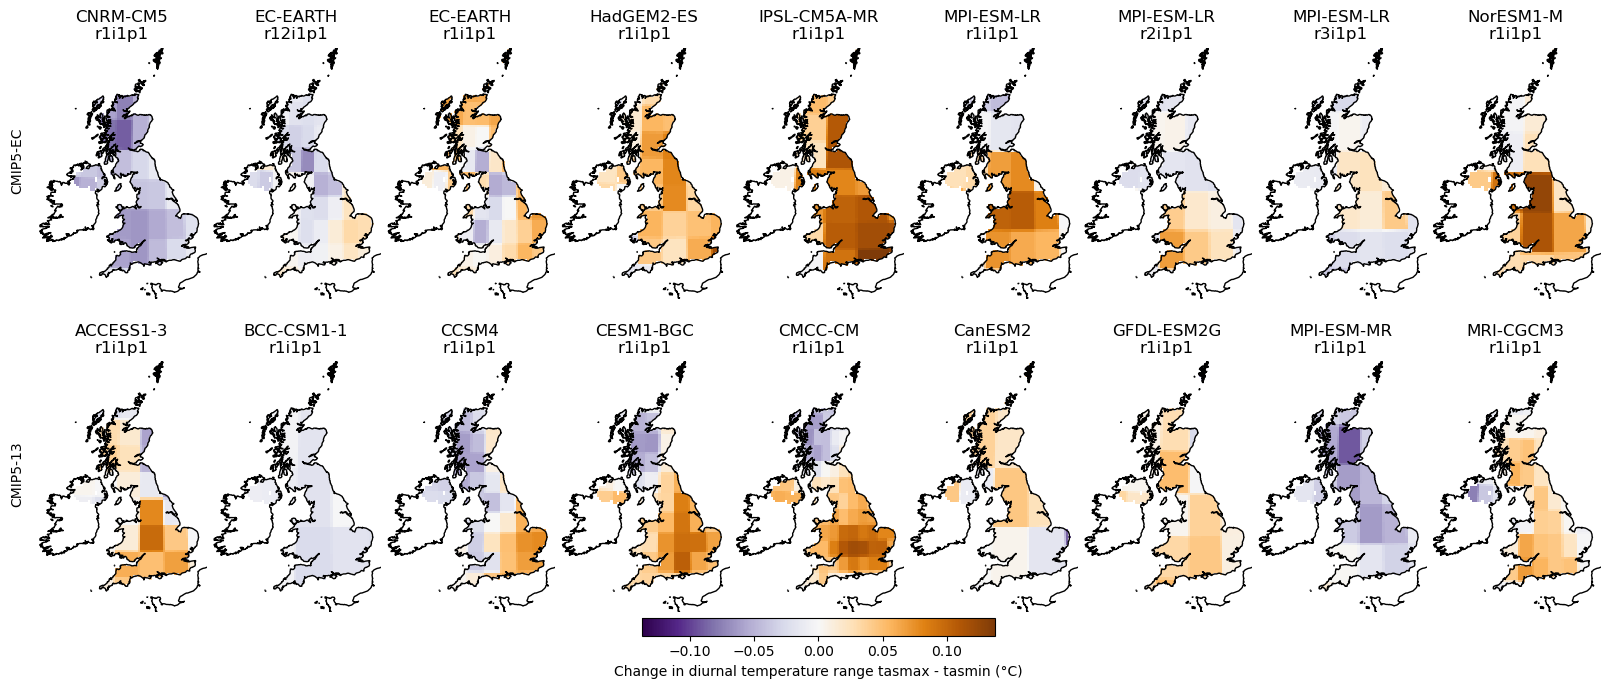 CNRM-CM5 EC-EARTH EC-EARTH HadGEM2-ES IPSL-CM5A-MR MPI-ESM-LR MPI-ESM-LR MPI-ESM-LR NorESM1-M
r1i1p1 r12i1p1 r1i1p1 r1i1p1 r1i1p1 r1i1p1 r2i1p1 r3i1p1 r1i1p1
CMIP5-EC
ACCESS1-3 BCC-CSM1-1 CCSM4 CESM1-BGC CMCC-CM CanESM2 GFDL-ESM2G MPI-ESM-MR MRI-CGCM3
r1i1p1 r1i1p1 r1i1p1 r1i1p1 r1i1p1 r1i1p1 r1i1p1 r1i1p1 r1i1p1
CMIP5-13
−0.10 −0.05 0.00 0.05 0.10
Change in diurnal temperature range tasmax - tasmin (°C)